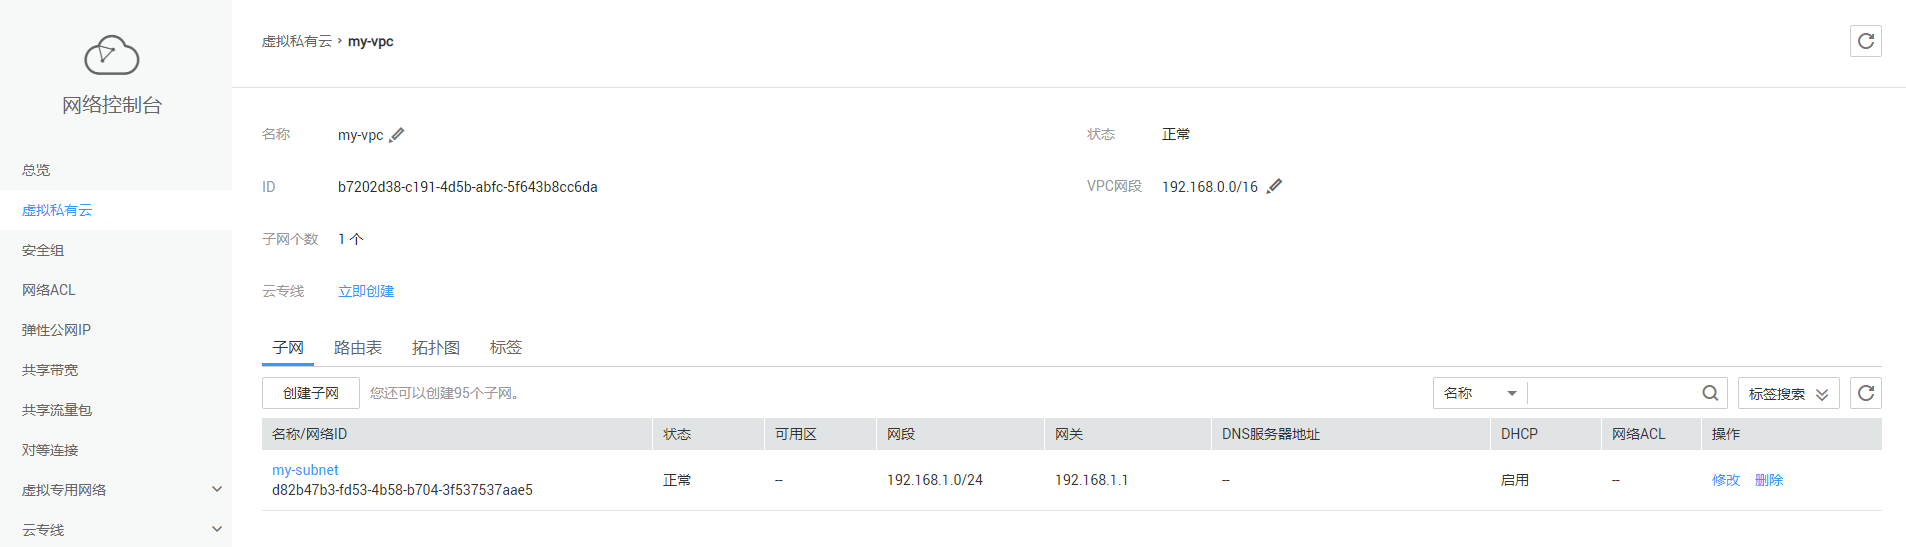 网络控制台
总览
虚拟私有云
安全组
网络ACL
弹性公网IP
共享带宽
共享流量包
对等连接
虚拟专用网络
云专线
虚拟私有云 › my-vpc
名称 my-vpc 状态 正常
ID b7202d38-c191-4d5b-abfc-5f643b8cc6da VPC网段 192.168.0.0/16
子网个数 1 个
云专线 立即创建
子网 路由表 拓扑图 标签
创建子网 您还可以创建95个子网。 名称 标签搜索
名称/网络ID 状态 可用区 网段 网关 DNS服务器地址 DHCP 网络ACL 操作
my-subnet
d82b47b3-fd53-4b58-b704-3f537537aae5 正常 -- 192.168.1.0/24 192.168.1.1 -- 启用 -- 修改 删除